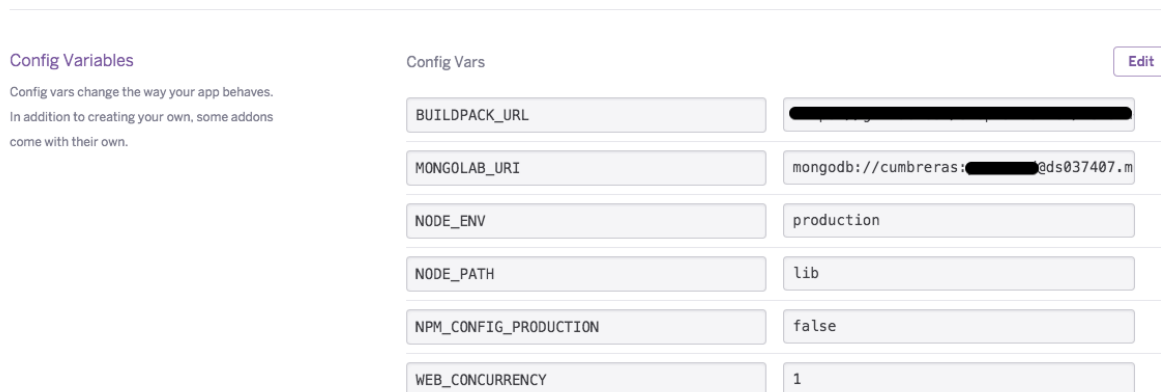 Config Variables
Config vars change the way your app behaves.
In addition to creating your own, some addons
come with their own.
Config Vars
Edit
BUILDPACK_URL
MONGOLAB_URI
mongodb://cumbreras:
@ds037407.m
NODE_ENV
production
NODE_PATH
lib
NPM_CONFIG_PRODUCTION
false
WEB_CONCURRENCY
1